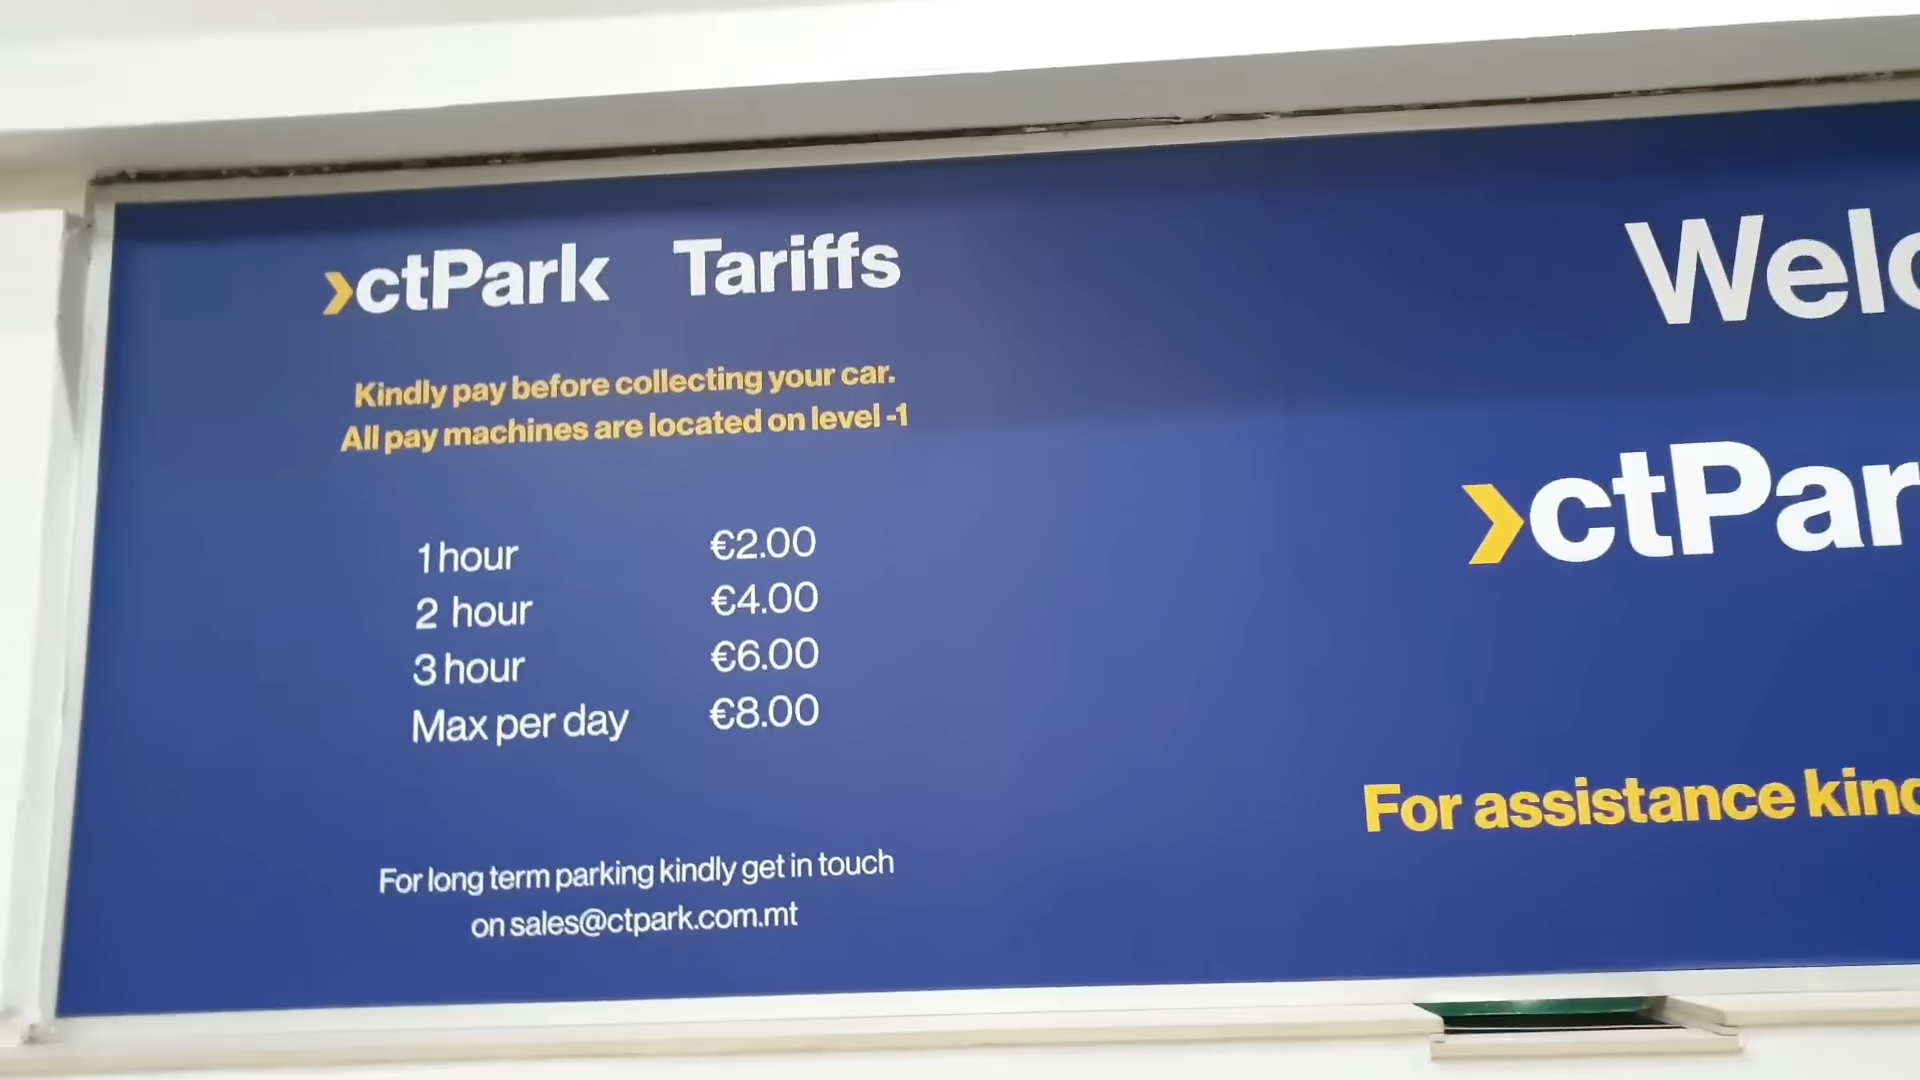 ›ctPark Tariffs
Kindly pay before collecting your car.
All pay machines are located on level -1
1 hour €2.00
2 hour €4.00
3 hour €6.00
Max per day €8.00
For long term parking kindly get in touch
on sales@ctpark.com.mt
Welc
›ctPar
For assistance kind